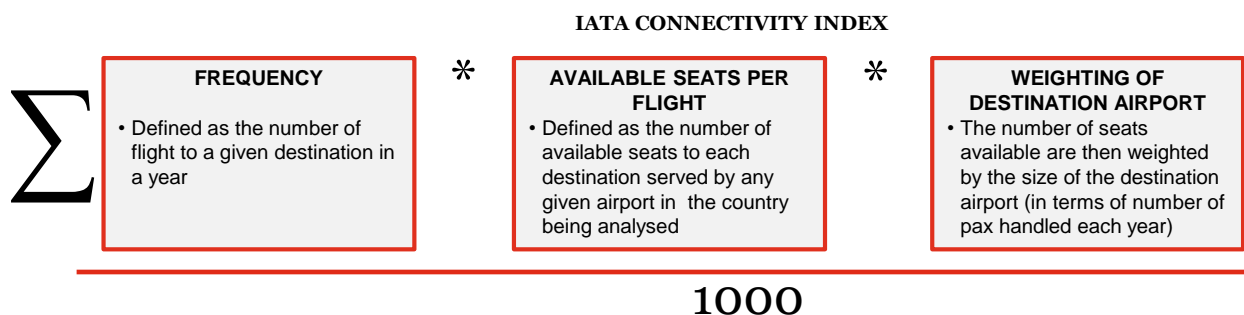 IATA CONNECTIVITY INDEX
∑
FREQUENCY
• Defined as the number of
flight to a given destination in
a year
*
AVAILABLE SEATS PER
FLIGHT
• Defined as the number of
available seats to each
destination served by any
given airport in the country
being analysed
*
WEIGHTING OF
DESTINATION AIRPORT
• The number of seats
available are then weighted
by the size of the destination
airport (in terms of number of
pax handled each year)
1000